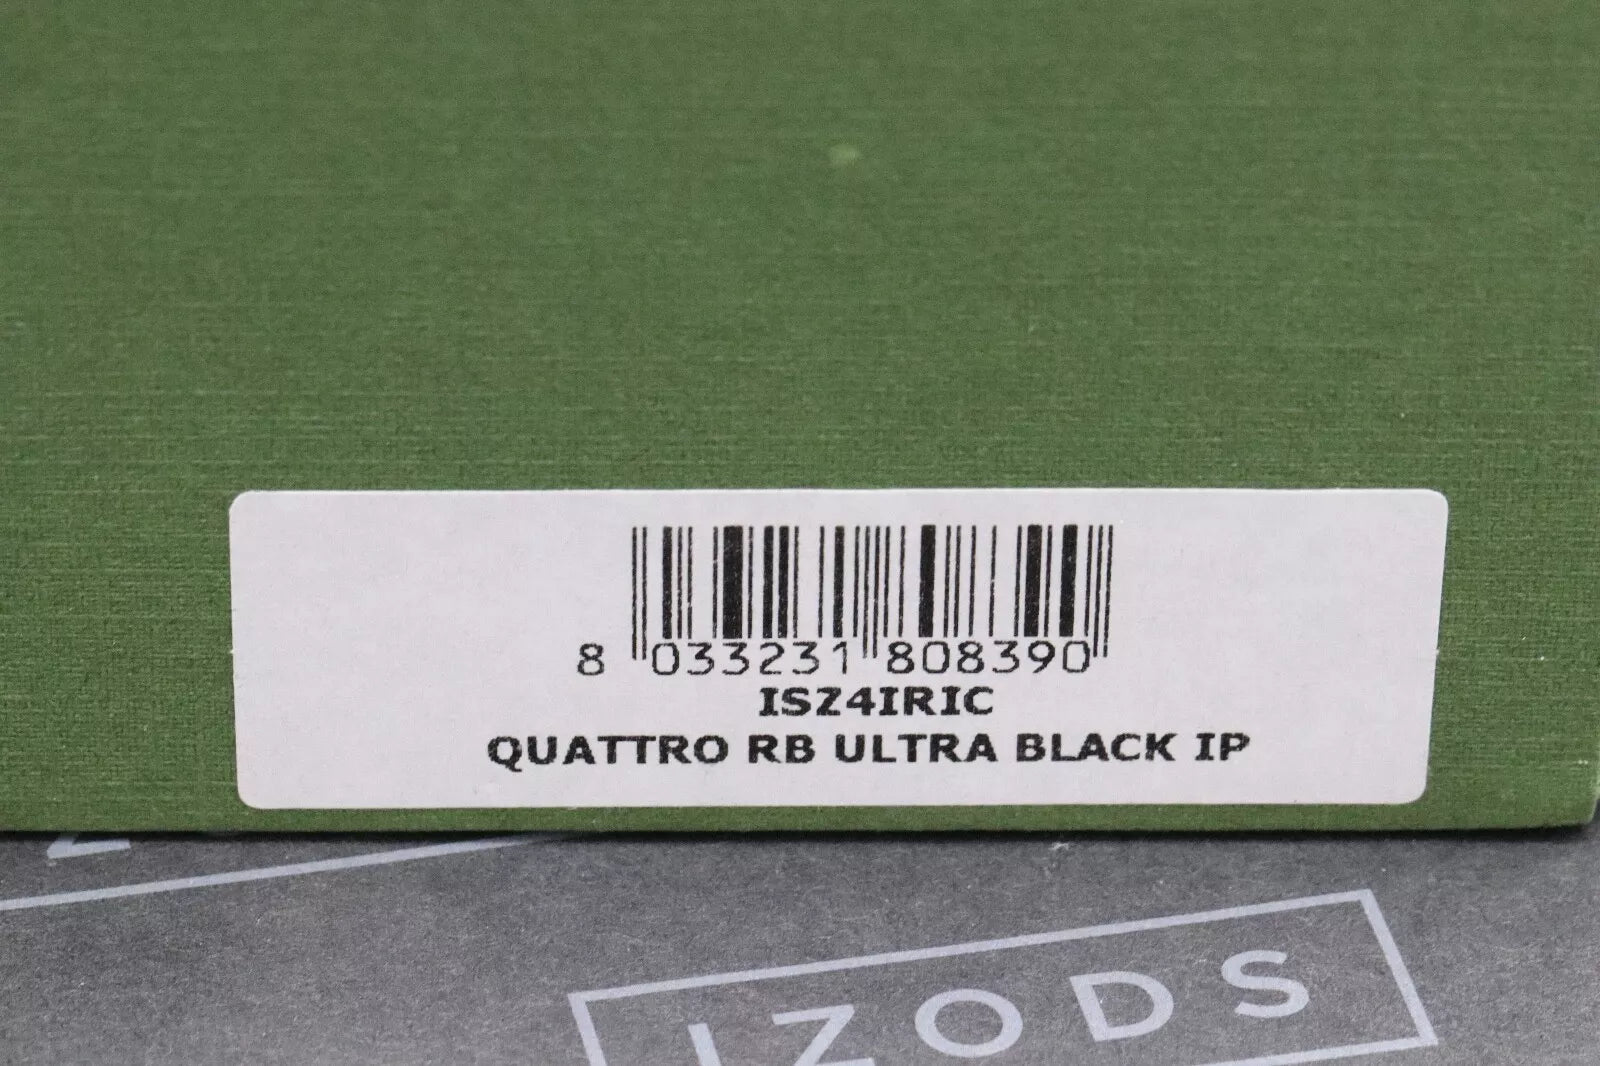 8 033231 808390
ISZ4IRIC
QUATTRO RB ULTRA BLACK IP
IZODS